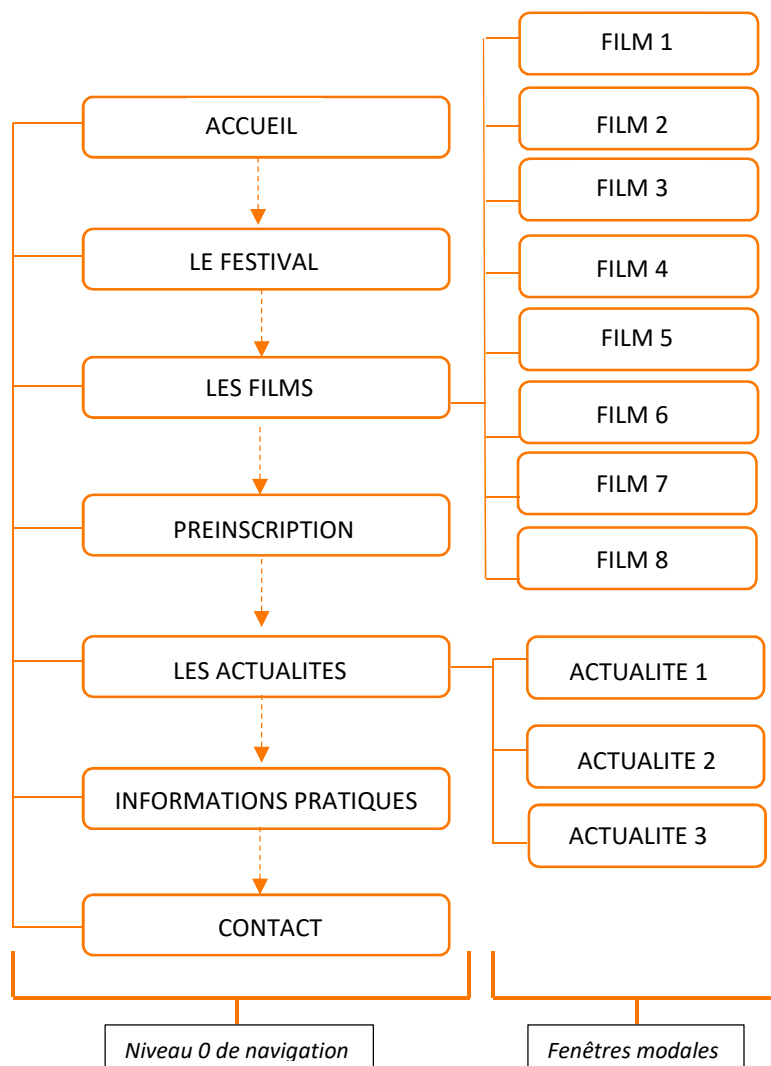 ACCUEIL
LE FESTIVAL
LES FILMS
PREINSCRIPTION
LES ACTUALITES
INFORMATIONS PRATIQUES
CONTACT
FILM 1
FILM 2
FILM 3
FILM 4
FILM 5
FILM 6
FILM 7
FILM 8
ACTUALITE 1
ACTUALITE 2
ACTUALITE 3
Niveau 0 de navigation
Fenêtres modales